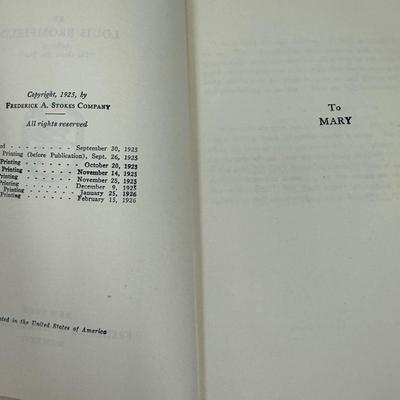 Copyright, 1925, by
FREDERICK A. STOKES COMPANY
All rights reserved
September 30, 1925
Printing (before Publication), Sept. 26, 1925
Printing - - - - - October 20, 1925
Printing - - - - - November 14, 1925
Printing - - - - - November 25, 1925
Printing - - - - - December 9, 1925
Printing - - - - - January 25, 1926
Printing - - - - - February 15, 1926
in the United States of America
To
MARY